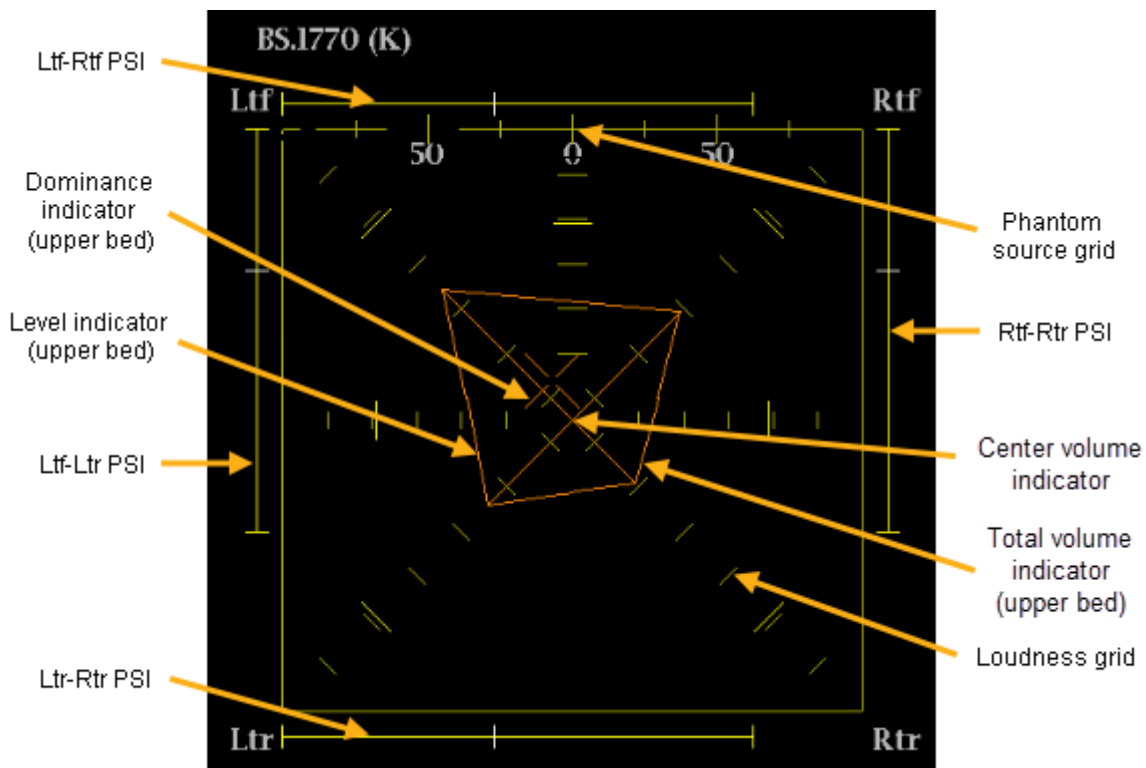 BS.1770 (K)
Ltf-Rtf PSI
Ltf
Rtf
50
0
50
Dominance
indicator
(upper bed)
Phantom
source grid
Level indicator
(upper bed)
Rtf-Rtr PSI
Ltf-Ltr PSI
Center volume
indicator
Total volume
indicator
(upper bed)
Loudness grid
Ltr-Rtr PSI
Ltr
Rtr